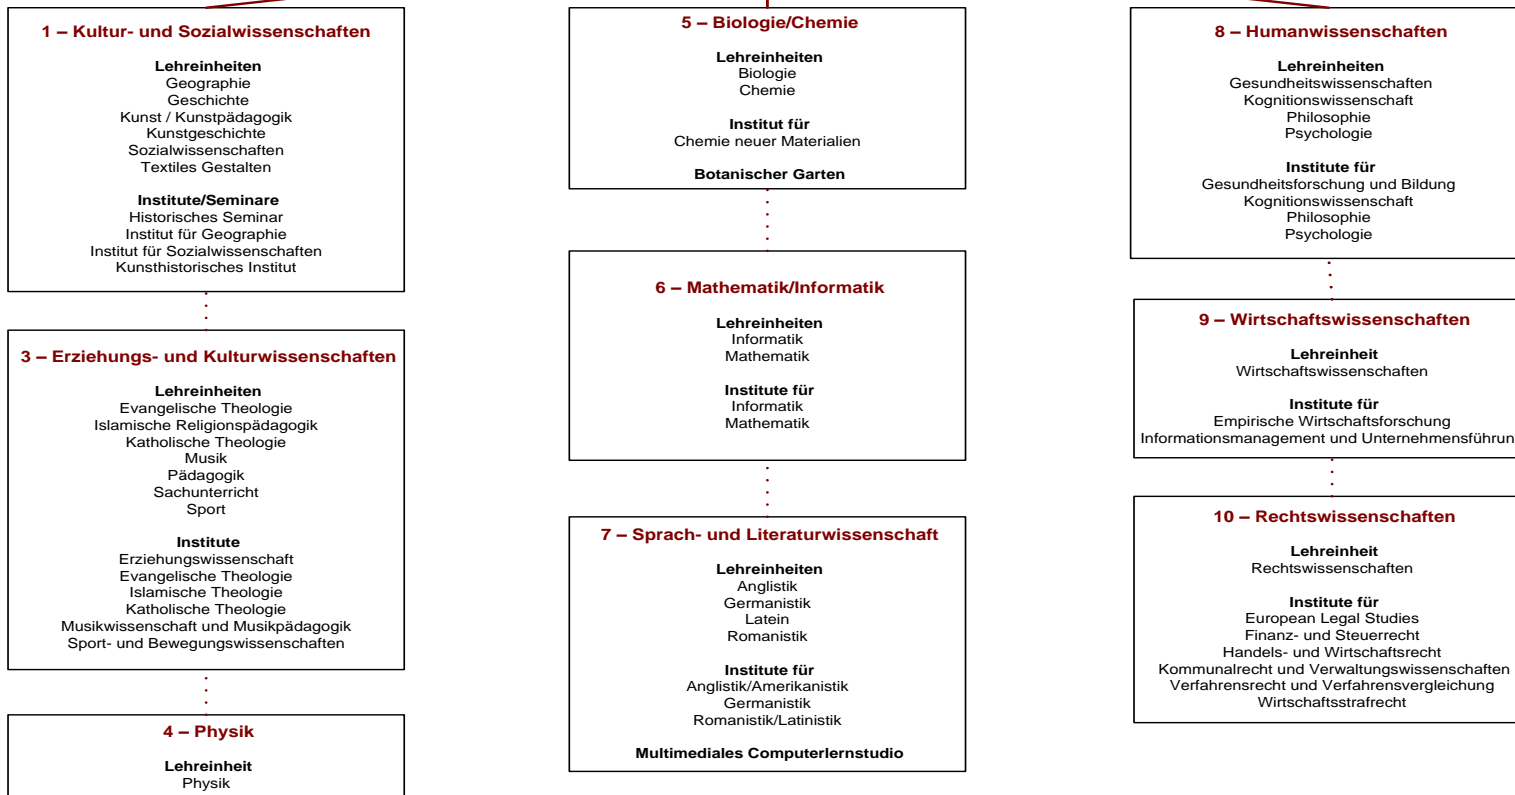 1 – Kultur- und Sozialwissenschaften
Lehreinheiten
Geographie
Geschichte
Kunst / Kunstpädagogik
Kunstgeschichte
Sozialwissenschaften
Textiles Gestalten
Institute/Seminare
Historisches Seminar
Institut für Geographie
Institut für Sozialwissenschaften
Kunsthistorisches Institut
3 – Erziehungs- und Kulturwissenschaften
Lehreinheiten
Evangelische Theologie
Islamische Religionspädagogik
Katholische Theologie
Musik
Pädagogik
Sachunterricht
Sport
Institute
Erziehungswissenschaft
Evangelische Theologie
Islamische Theologie
Katholische Theologie
Musikwissenschaft und Musikpädagogik
Sport- und Bewegungswissenschaften
4 – Physik
Lehreinheit
Physik
5 – Biologie/Chemie
Lehreinheiten
Biologie
Chemie
Institut für
Chemie neuer Materialien
Botanischer Garten
6 – Mathematik/Informatik
Lehreinheiten
Informatik
Mathematik
Institute für
Informatik
Mathematik
7 – Sprach- und Literaturwissenschaft
Lehreinheiten
Anglistik
Germanistik
Latein
Romanistik
Institute für
Anglistik/Amerikanistik
Germanistik
Romanistik/Latinistik
Multimediales Computerlernstudio
8 – Humanwissenschaften
Lehreinheiten
Gesundheitswissenschaften
Kognitionswissenschaft
Philosophie
Psychologie
Institute für
Gesundheitsforschung und Bildung
Kognitionswissenschaft
Philosophie
Psychologie
9 – Wirtschaftswissenschaften
Lehreinheit
Wirtschaftswissenschaften
Institute für
Empirische Wirtschaftsforschung
Informationsmanagement und Unternehmensführun
10 – Rechtswissenschaften
Lehreinheit
Rechtswissenschaften
Institute für
European Legal Studies
Finanz- und Steuerrecht
Handels- und Wirtschaftsrecht
Kommunalrecht und Verwaltungswissenschaften
Verfahrensrecht und Verfahrensvergleichung
Wirtschaftsstrafrecht